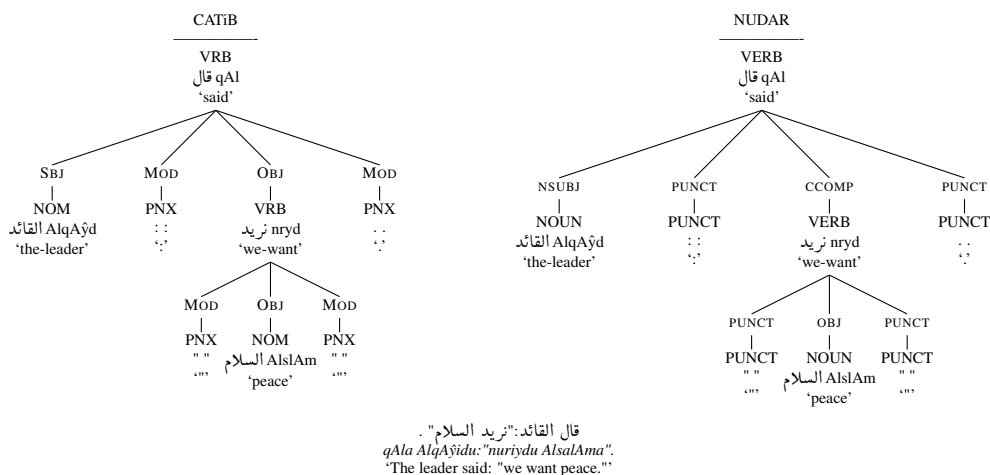 CATiB NUDAR
VRB VERB
قال qAl قال qAl
‘said’ ‘said’
SBJ MOD OBJ MOD NSUBJ PUNCT CCOMP PUNCT
NOM PNX VRB PNX NOUN PUNCT VERB PUNCT
القائد AlqAŷd : : نريد nryd . . القائد AlqAŷd : : نريد nryd . .
‘the-leader’ ‘:’ ‘we-want’ ‘.’ ‘the-leader’ ‘:’ ‘we-want’ ‘.’
MOD OBJ MOD PUNCT OBJ PUNCT
PNX NOM PNX PUNCT NOUN PUNCT
" " السلام AlslAm " " " " السلام AlslAm " "
‘"’ ‘peace’ ‘"’ ‘"’ ‘peace’ ‘"’
قال القائد:"نريد السلام" .
qAla AlqAŷidu:"nuriydu AlsalAma".
‘The leader said: "we want peace."’